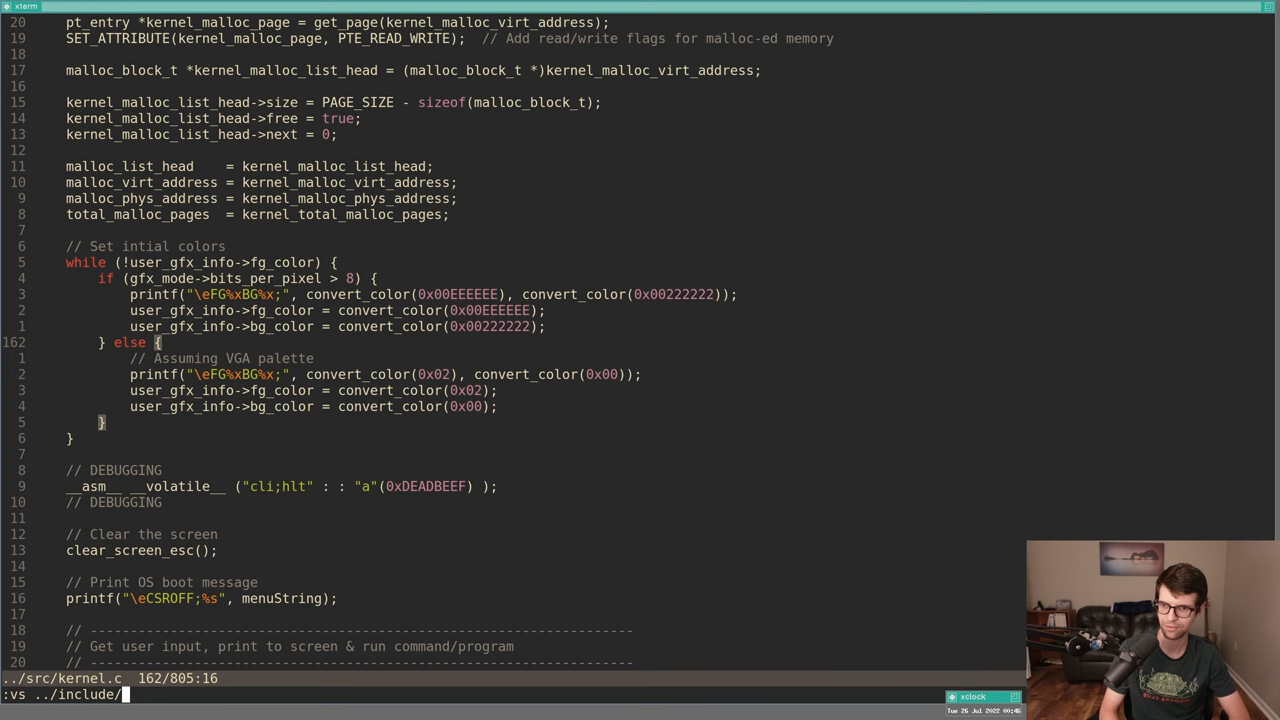 xterm
20 pt_entry *kernel_malloc_page = get_page(kernel_malloc_virt_address);
19 SET_ATTRIBUTE(kernel_malloc_page, PTE_READ_WRITE);  // Add read/write flags for malloc-ed memory
18
17 malloc_block_t *kernel_malloc_list_head = (malloc_block_t *)kernel_malloc_virt_address;
16
15 kernel_malloc_list_head->size = PAGE_SIZE - sizeof(malloc_block_t);
14 kernel_malloc_list_head->free = true;
13 kernel_malloc_list_head->next = 0;
12
11 malloc_list_head    = kernel_malloc_list_head;
10 malloc_virt_address = kernel_malloc_virt_address;
9 malloc_phys_address = kernel_malloc_phys_address;
8 total_malloc_pages  = kernel_total_malloc_pages;
7
6 // Set intial colors
5 while (!user_gfx_info->fg_color) {
4 if (gfx_mode->bits_per_pixel > 8) {
3 printf("\eFG%xBG%x;", convert_color(0x00EEEEEE), convert_color(0x00222222));
2 user_gfx_info->fg_color = convert_color(0x00EEEEEE);
1 user_gfx_info->bg_color = convert_color(0x00222222);
162 } else {
1 // Assuming VGA palette
2 printf("\eFG%xBG%x;", convert_color(0x02), convert_color(0x00));
3 user_gfx_info->fg_color = convert_color(0x02);
4 user_gfx_info->bg_color = convert_color(0x00);
5 }
6 }
7
8 // DEBUGGING
9 __asm__ __volatile__ ("cli;hlt" : : "a"(0xDEADBEEF) );
10 // DEBUGGING
11
12 // Clear the screen
13 clear_screen_esc();
14
15 // Print OS boot message
16 printf("\eCSROFF;%s", menuString);
17
18 // --------------------------------------------------------------------
19 // Get user input, print to screen & run command/program
20 // --------------------------------------------------------------------
../src/kernel.c  162/805:16
:vs ../include/
xclock
Tue 26 Jul 2022 00:46